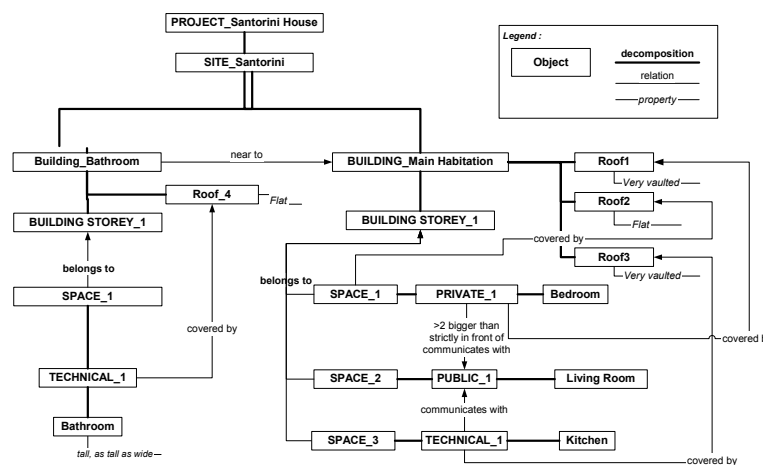 PROJECT_Santorini House
SITE_Santorini
Legend :
Object
decomposition
relation
property
Building_Bathroom
near to
BUILDING_Main Habitation
Roof1
Very vaulted
Roof_4
Flat
Roof2
Flat
BUILDING STOREY_1
BUILDING STOREY_1
covered by
Roof3
Very vaulted
belongs to
belongs to
SPACE_1
SPACE_1
PRIVATE_1
Bedroom
covered by
>2 bigger than
strictly in front of
communicates with
covered b
TECHNICAL_1
SPACE_2
PUBLIC_1
Living Room
communicates with
Bathroom
SPACE_3
TECHNICAL_1
Kitchen
tall, as tall as wide
covered by